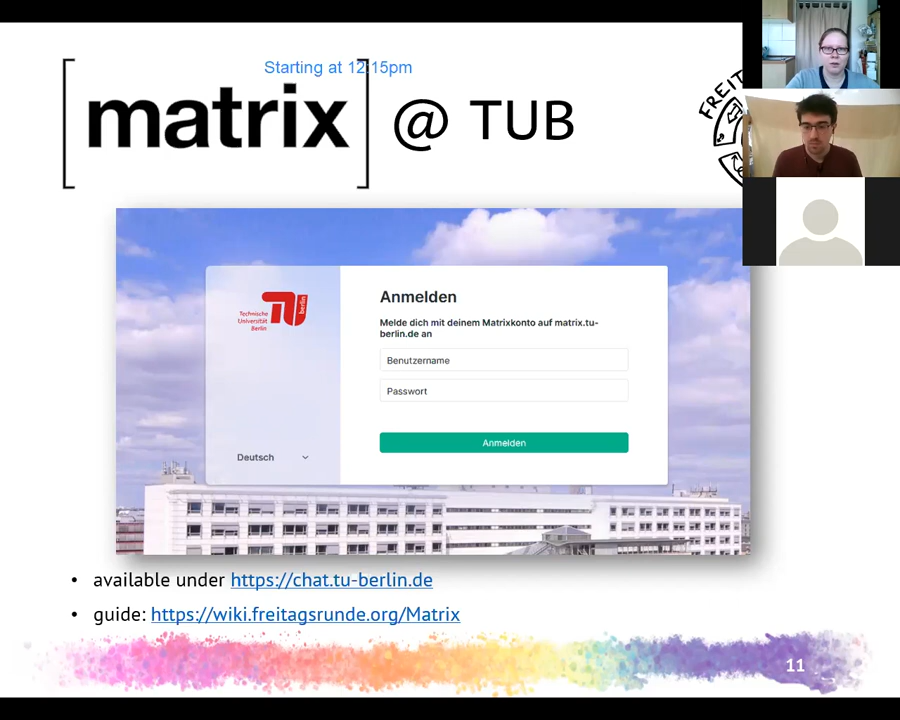 Starting at 12:15pm
[matrix] @ TUB
FREIT
Technische
Universität
Berlin
berlin
Anmelden
Melde dich mit deinem Matrixkonto auf matrix.tu-
berlin.de an
Benutzername
Passwort
Anmelden
Deutsch
• available under https://chat.tu-berlin.de
• guide: https://wiki.freitagsrunde.org/Matrix
11